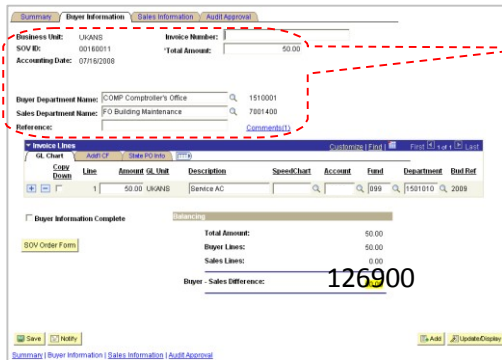 Summary Buyer Information Sales Information Audit Approval
Business Unit: UKANS Invoice Number:
SOV ID: 00160011 *Total Amount: 50.00
Accounting Date: 07/16/2008
Buyer Department Name: COMP Comptroller's Office 1510001
Sales Department Name: FO Building Maintenance 7001400
Reference: Comments(1)
Invoice Lines Customize | Find | First 1 of 1 Last
GL Chart Addl CF State PO Info
Copy Down Line Amount GL Unit Description SpeedChart Account Fund Department Bud Ref
1 50.00 UKANS Service AC 099 1501010 2009
Buyer Information Complete Balancing
Total Amount: 50.00
SOV Order Form Buyer Lines: 50.00
Sales Lines: 0.00
Buyer - Sales Difference: 126900
Save Notify Add Update/Display
Summary | Buyer Information | Sales Information | Audit Approval